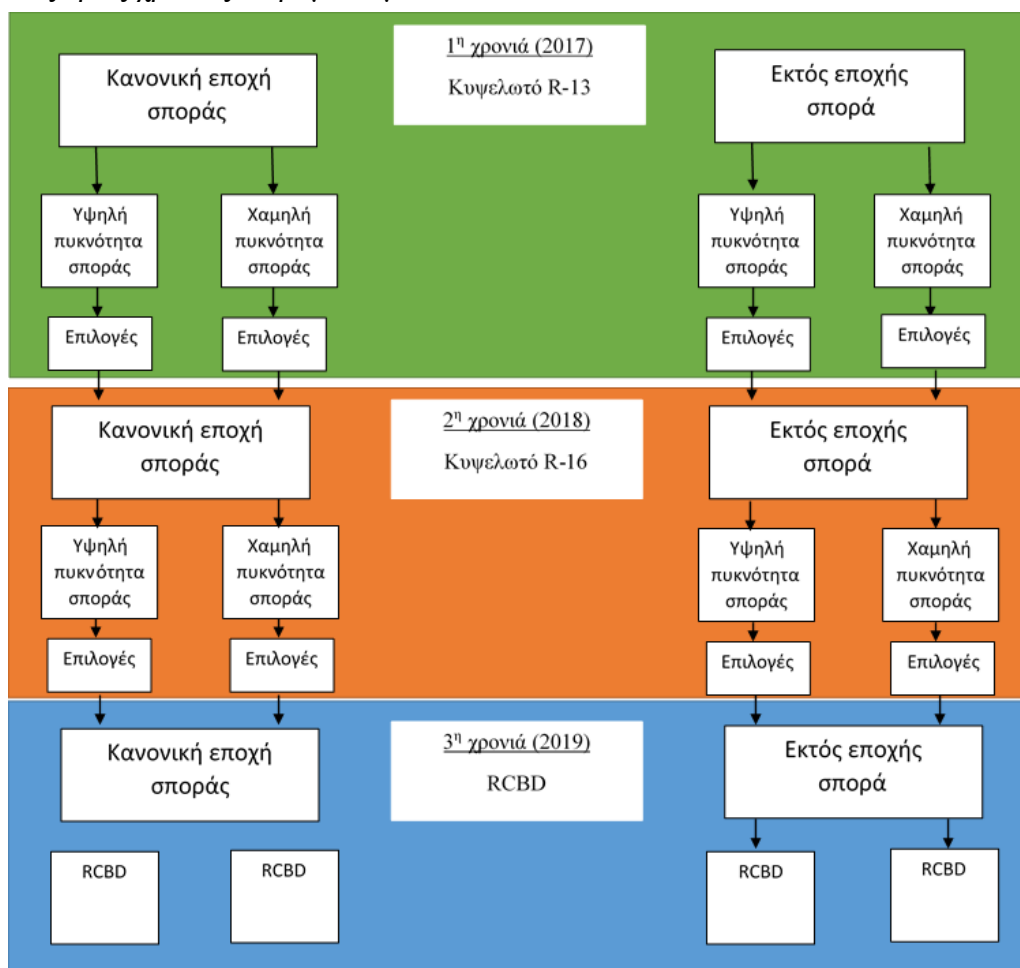 1η χρονιά (2017)
Κυψελωτό R-13
Κανονική εποχή
σποράς
Εκτός εποχής
σπορά
Υψηλή
πυκνότητα
σποράς
Χαμηλή
πυκνότητα
σποράς
Υψηλή
πυκνότητα
σποράς
Χαμηλή
πυκνότητα
σποράς
Επιλογές
Επιλογές
Επιλογές
Επιλογές
2η χρονιά (2018)
Κυψελωτό R-16
Κανονική εποχή
σποράς
Εκτός εποχής
σπορά
Υψηλή
πυκνότητα
σποράς
Χαμηλή
πυκνότητα
σποράς
Υψηλή
πυκνότητα
σποράς
Χαμηλή
πυκνότητα
σποράς
Επιλογές
Επιλογές
Επιλογές
Επιλογές
3η χρονιά (2019)
RCBD
Κανονική εποχή
σποράς
Εκτός εποχής
σπορά
RCBD
RCBD
RCBD
RCBD